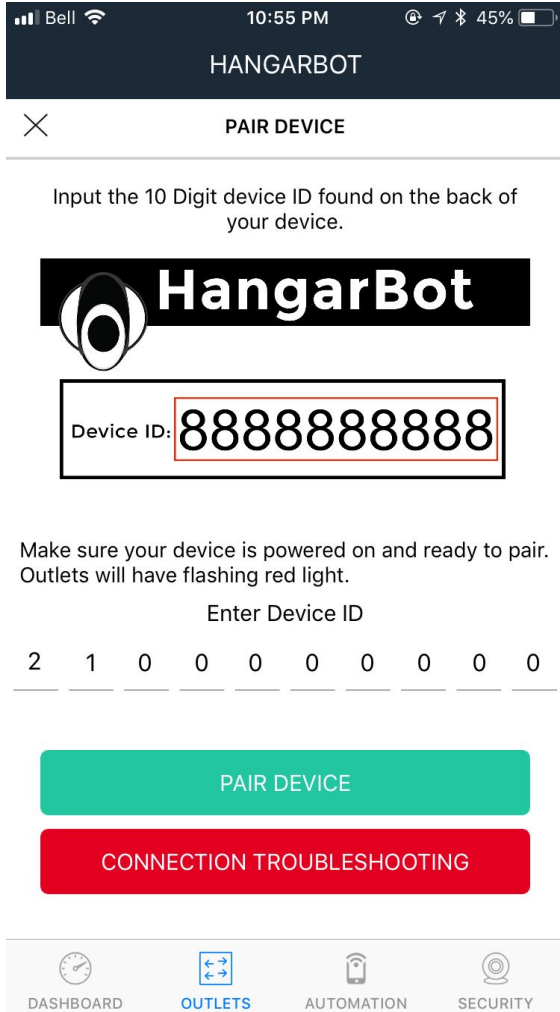 Bell 10:55 PM 45%
HANGARBOT
PAIR DEVICE
Input the 10 Digit device ID found on the back of
your device.
HangarBot
Device ID: 8888888888
Make sure your device is powered on and ready to pair.
Outlets will have flashing red light.
Enter Device ID
2 1 0 0 0 0 0 0 0 0
PAIR DEVICE
CONNECTION TROUBLESHOOTING
DASHBOARD OUTLETS AUTOMATION SECURITY